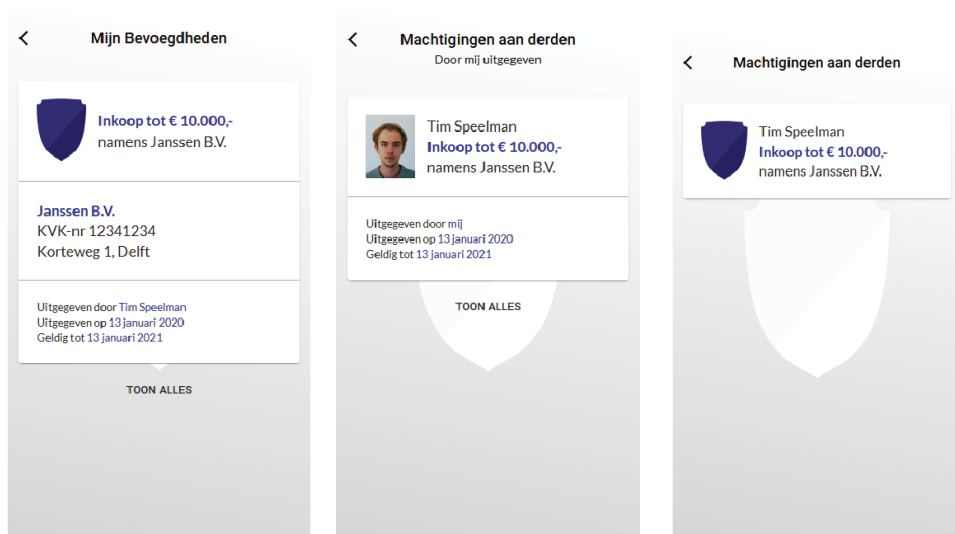 Mijn Bevoegdheden
Inkoop tot € 10.000,-
namens Janssen B.V.
Janssen B.V.
KVK-nr 12341234
Korteweg 1, Delft
Uitgegeven door Tim Speelman
Uitgegeven op 13 januari 2020
Geldig tot 13 januari 2021
TOON ALLES
Machtigingen aan derden
Door mij uitgegeven
Tim Speelman
Inkoop tot € 10.000,-
namens Janssen B.V.
Uitgegeven door mij
Uitgegeven op 13 januari 2020
Geldig tot 13 januari 2021
TOON ALLES
Machtigingen aan derden
Tim Speelman
Inkoop tot € 10.000,-
namens Janssen B.V.